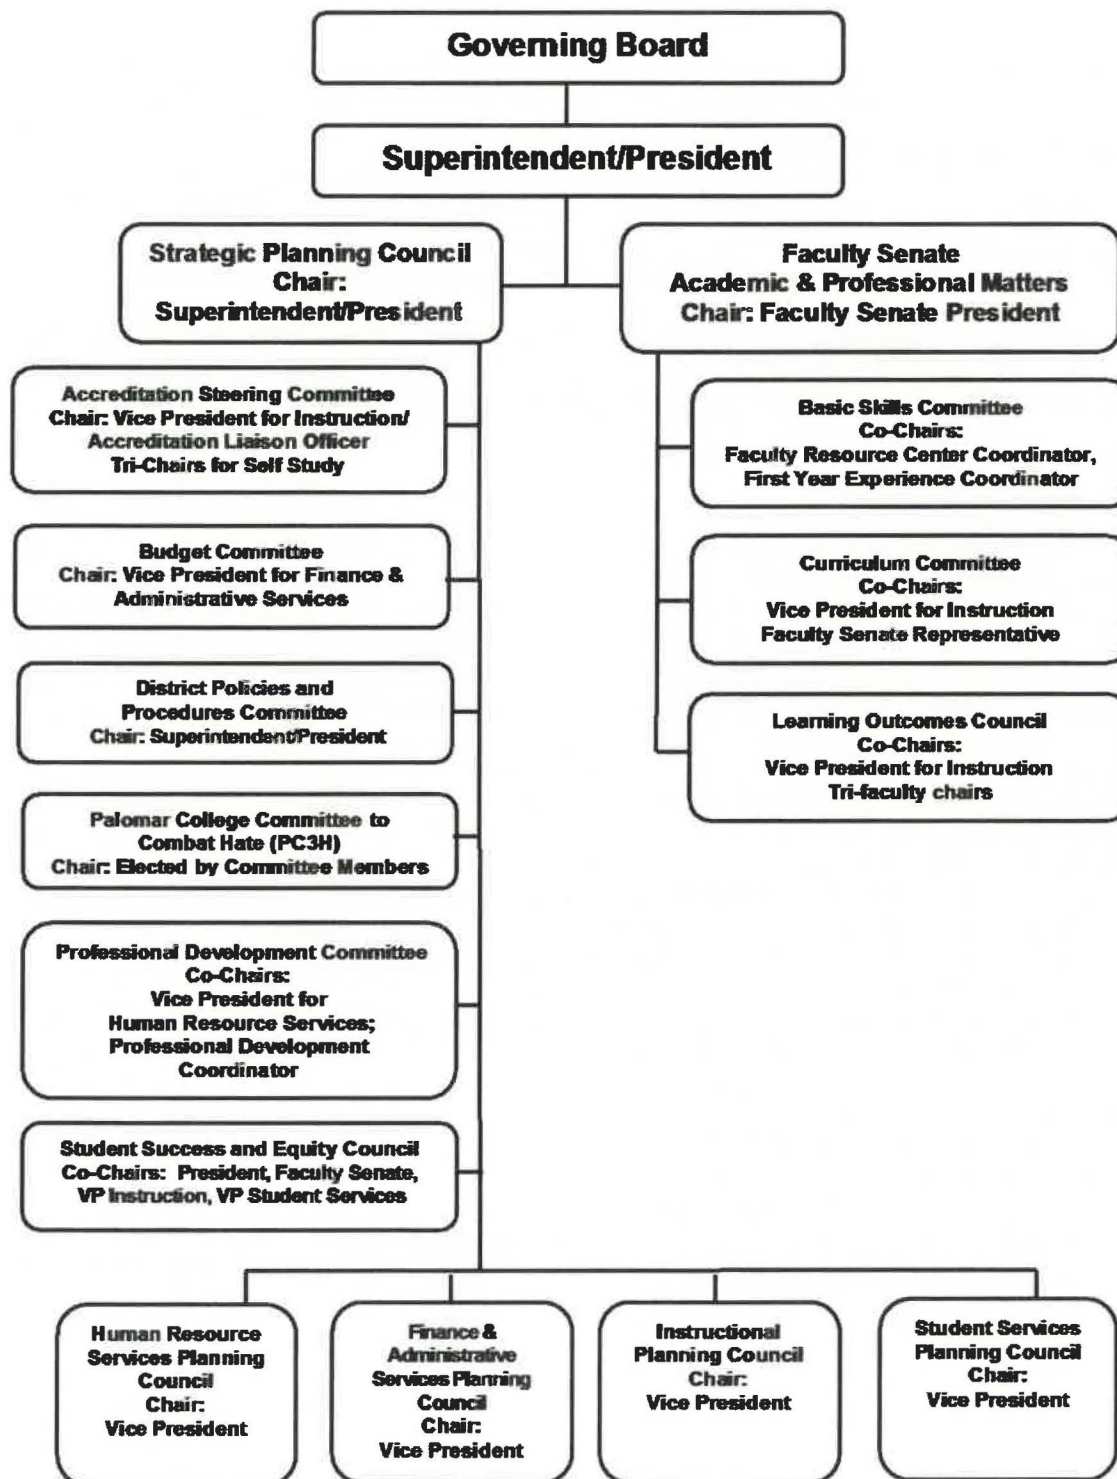 Governing Board
Superintendent/President
Strategic Planning Council
Chair:
Superintendent/President
Faculty Senate
Academic & Professional Matters
Chair: Faculty Senate President
Accreditation Steering Committee
Chair: Vice President for Instruction/
Accreditation Liaison Officer
Tri-Chairs for Self Study
Budget Committee
Chair: Vice President for Finance &
Administrative Services
District Policies and
Procedures Committee
Chair: Superintendent/President
Palomar College Committee to
Combat Hate (PC3H)
Chair: Elected by Committee Members
Professional Development Committee
Co-Chairs:
Vice President for
Human Resource Services;
Professional Development
Coordinator
Student Success and Equity Council
Co-Chairs: President, Faculty Senate,
VP Instruction, VP Student Services
Basic Skills Committee
Co-Chairs:
Faculty Resource Center Coordinator,
First Year Experience Coordinator
Curriculum Committee
Co-Chairs:
Vice President for Instruction
Faculty Senate Representative
Learning Outcomes Council
Co-Chairs:
Vice President for Instruction
Tri-faculty chairs
Human Resource
Services Planning
Council
Chair:
Vice President
Finance &
Administrative
Services Planning
Council
Chair:
Vice President
Instructional
Planning Council
Chair:
Vice President
Student Services
Planning Council
Chair:
Vice President